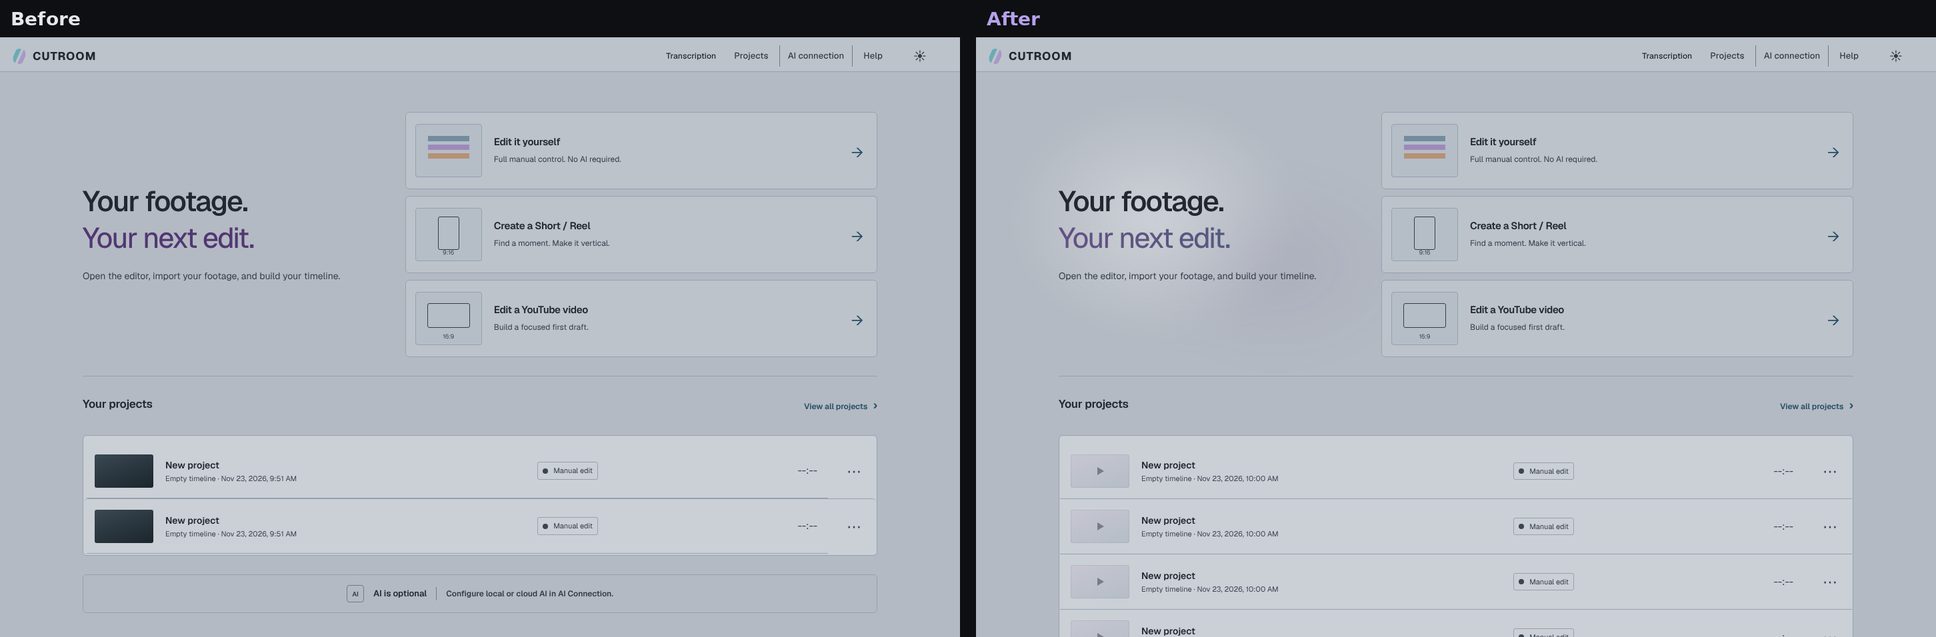 Before
CUTROOM
Transcription Projects AI connection Help
Your footage.
Your next edit.
Open the editor, import your footage, and build your timeline.
Edit it yourself
Full manual control. No AI required.
9:16
Create a Short / Reel
Find a moment. Make it vertical.
16:9
Edit a YouTube video
Build a focused first draft.
Your projects
View all projects ›
New project
Empty timeline · Nov 23, 2026, 9:51 AM
Manual edit
--:--
New project
Empty timeline · Nov 23, 2026, 9:51 AM
Manual edit
--:--
AI AI is optional Configure local or cloud AI in AI Connection.
After
CUTROOM
Transcription Projects AI connection Help
Your footage.
Your next edit.
Open the editor, import your footage, and build your timeline.
Edit it yourself
Full manual control. No AI required.
9:16
Create a Short / Reel
Find a moment. Make it vertical.
16:9
Edit a YouTube video
Build a focused first draft.
Your projects
View all projects ›
New project
Empty timeline · Nov 23, 2026, 10:00 AM
Manual edit
--:--
New project
Empty timeline · Nov 23, 2026, 10:00 AM
Manual edit
--:--
New project
Empty timeline · Nov 23, 2026, 10:00 AM
Manual edit
--:--
New project
Manual edit
--:--